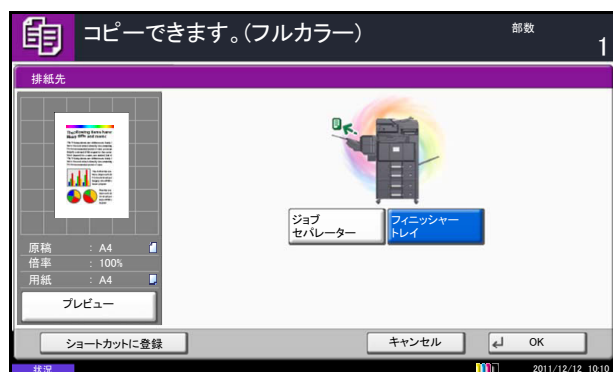 コピーできます。(フルカラー)
部数
1
排紙先
ジョブ
セパレーター
フィニッシャー
トレイ
原稿 : A4
倍率 : 100%
用紙 : A4
プレビュー
ショートカットに登録
キャンセル
OK
状況
2011/12/12 10:10